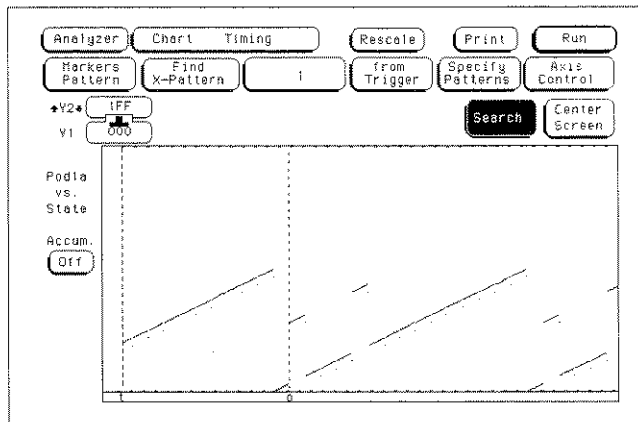 Analyzer Chart Timing Rescale Print Run
Markers Pattern Find X-Pattern 1 from Trigger Specify Patterns Axis Control
Y2 1FF
Y1 000
Search Center Screen
Podla
vs.
State
Accum.
Off
t o